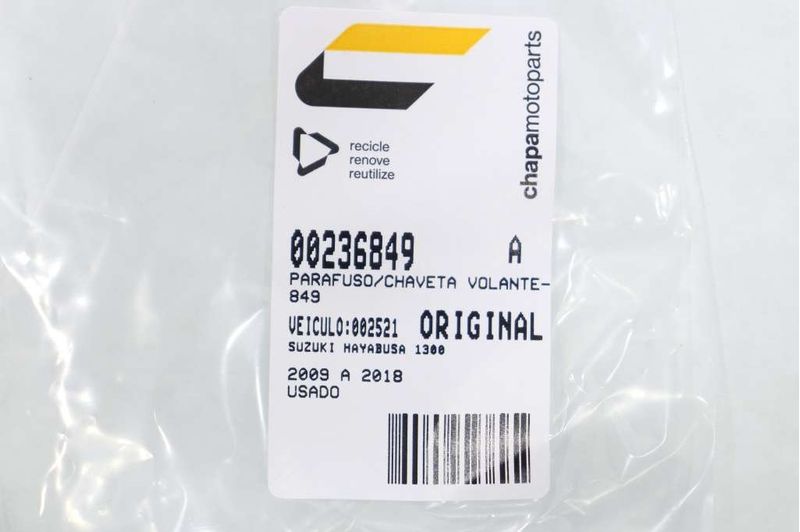 chapamotoparts
recicle
renove
reutilize
00236849 A
PARAFUSO/CHAVETA VOLANTE-
849
VEICULO:002521 ORIGINAL
SUZUKI HAYABUSA 1300
2009 A 2018
USADO